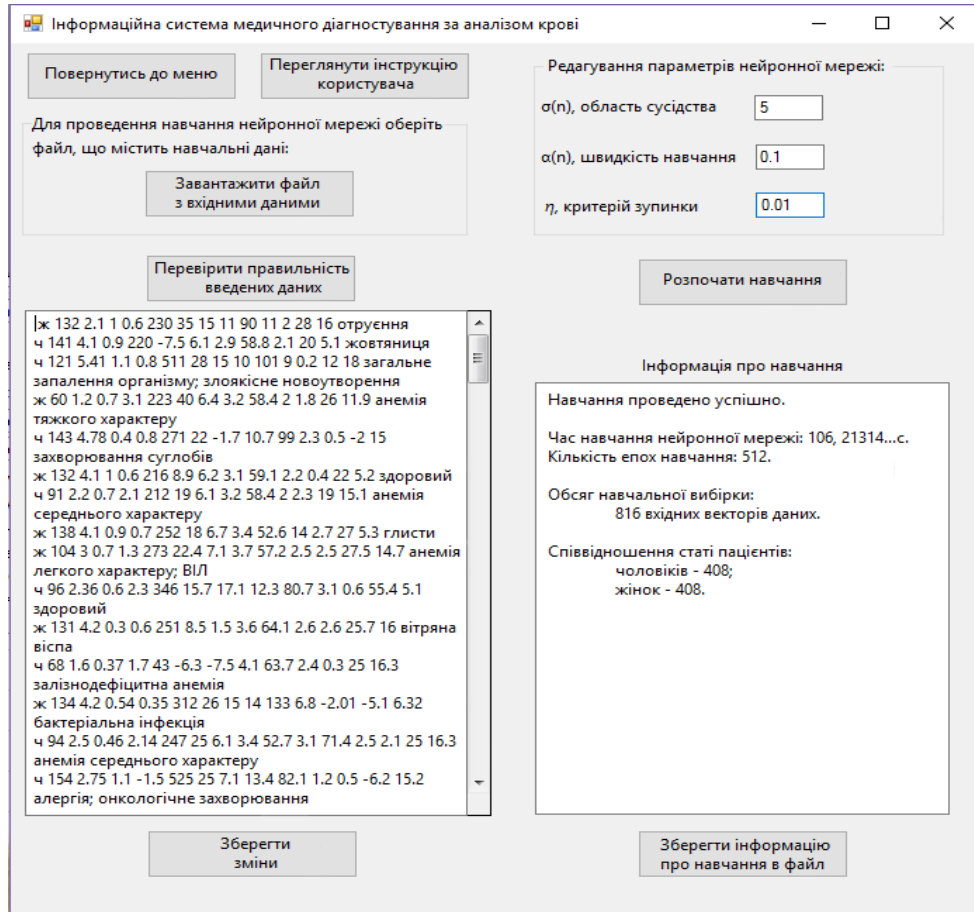 Інформаційна система медичного діагностування за аналізом крові
Повернутись до меню
Переглянути інструкцію
користувача
Для проведення навчання нейронної мережі оберіть
файл, що містить навчальні дані:
Завантажити файл
з вхідними даними
Редагування параметрів нейронної мережі:
σ(n), область сусідства 5
α(n), швидкість навчання 0.1
η, критерій зупинки 0.01
Перевірити правильність
введених даних
ж 132 2.1 1 0.6 230 35 15 11 90 11 2 28 16 отруєння
ч 141 4.1 0.9 220 -7.5 6.1 2.9 58.8 2.1 20 5.1 жовтяниця
ч 121 5.41 1.1 0.8 511 28 15 10 101 9 0.2 12 18 загальне
запалення організму; злоякісне новоутворення
ж 60 1.2 0.7 3.1 223 40 6.4 3.2 58.4 2 1.8 26 11.9 анемія
тяжкого характеру
ч 143 4.78 0.4 0.8 271 22 -1.7 10.7 99 2.3 0.5 -2 15
захворювання суглобів
ж 132 4.1 1 0.6 216 8.9 6.2 3.1 59.1 2.2 0.4 22 5.2 здоровий
ч 91 2.2 0.7 2.1 212 19 6.1 3.2 58.4 2 2.3 19 15.1 анемія
середнього характеру
ж 138 4.1 0.9 0.7 252 18 6.7 3.4 52.6 14 2.7 27 5.3 глисти
ж 104 3 0.7 1.3 273 22.4 7.1 3.7 57.2 2.5 2.5 27.5 14.7 анемія
легкого характеру; ВІЛ
ч 96 2.36 0.6 2.3 346 15.7 17.1 12.3 80.7 3.1 0.6 55.4 5.1
здоровий
ж 131 4.2 0.3 0.6 251 8.5 1.5 3.6 64.1 2.6 2.6 25.7 16 вітряна
віспа
ч 68 1.6 0.37 1.7 43 -6.3 -7.5 4.1 63.7 2.4 0.3 25 16.3
залізнодефіцитна анемія
ж 134 4.2 0.54 0.35 312 26 15 14 133 6.8 -2.01 -5.1 6.32
бактеріальна інфекція
ч 94 2.5 0.46 2.14 247 25 6.1 3.4 52.7 3.1 71.4 2.5 2.1 25 16.3
анемія середнього характеру
ч 154 2.75 1.1 -1.5 525 25 7.1 13.4 82.1 1.2 0.5 -6.2 15.2
алергія; онкологічне захворювання
Зберегти
зміни
Розпочати навчання
Інформація про навчання
Навчання проведено успішно.
Час навчання нейронної мережі: 106, 21314...с.
Кількість епох навчання: 512.
Обсяг навчальної вибірки:
816 вхідних векторів даних.
Співвідношення статі пацієнтів:
чоловіків - 408;
жінок - 408.
Зберегти інформацію
про навчання в файл